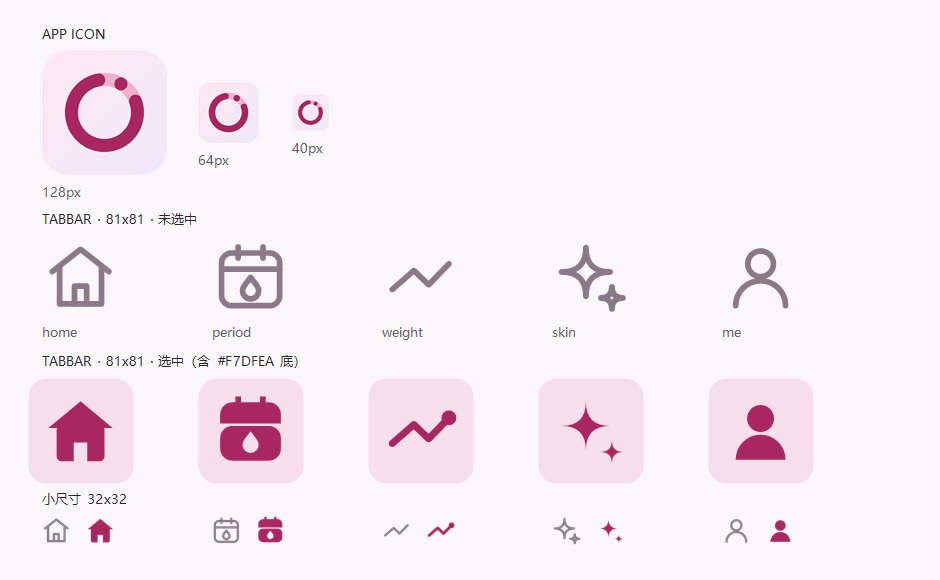 APP ICON
64px
40px
128px
TABBAR · 81x81 · 未选中
home period weight skin me
TABBAR · 81x81 · 选中（含 #F7DFEA 底）
小尺寸 32x32